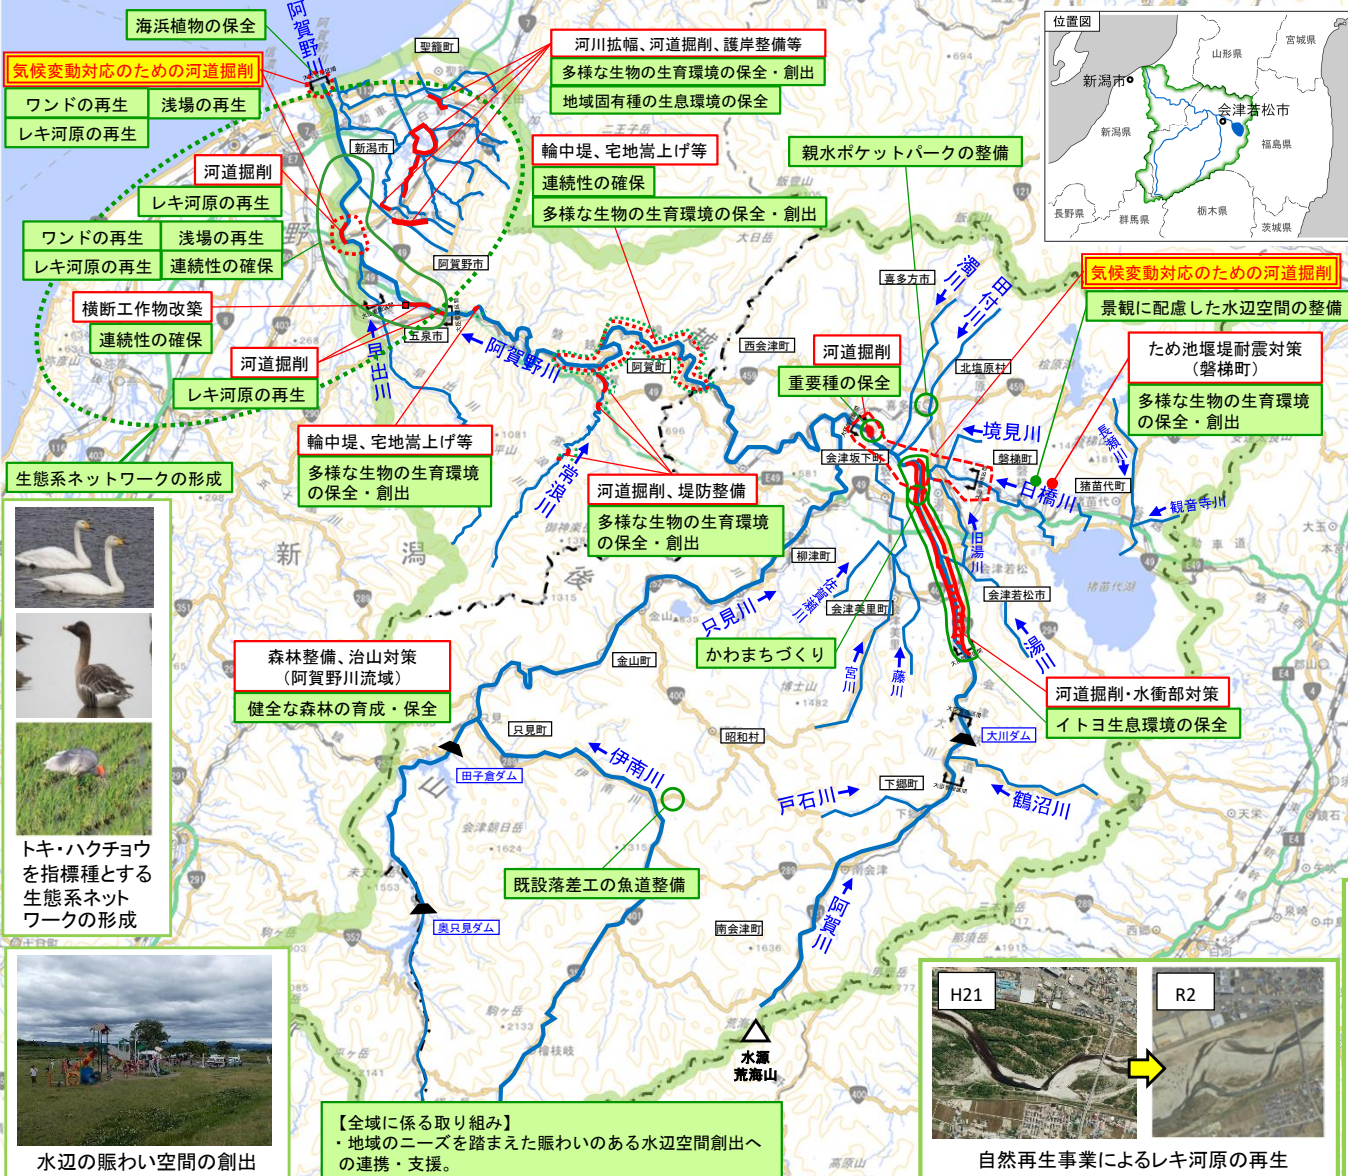 海浜植物の保全
阿賀野川
気候変動対応のための河道掘削
ワンドの再生
浅場の再生
レキ河原の再生
聖籠町
河川拡幅、河道掘削、護岸整備等
多様な生物の生育環境の保全・創出
地域固有種の生息環境の保全
新潟市
河道掘削
レキ河原の再生
輪中堤、宅地嵩上げ等
連続性の確保
多様な生物の生育環境の保全・創出
親水ポケットパークの整備
位置図
新潟市
会津若松市
山形県
宮城県
新潟県
福島県
長野県
群馬県
栃木県
茨城県
ワンドの再生
浅場の再生
レキ河原の再生
連続性の確保
阿賀野市
横断工作物改築
連続性の確保
五泉市
早出川
河道掘削
レキ河原の再生
阿賀野川
阿賀町
西会津町
喜多方市
濁川
田付川
北塩原村
気候変動対応のための河道掘削
景観に配慮した水辺空間の整備
ため池堰堤耐震対策
（磐梯町）
多様な生物の生育環境
の保全・創出
河道掘削
重要種の保全
境見川
磐梯町
長瀬川
猪苗代町
日橋川
観音寺川
会津坂下町
旧湯川
猪苗代湖
輪中堤、宅地嵩上げ等
多様な生物の生育環境
の保全・創出
常浪川
河道掘削、堤防整備
多様な生物の生育環境
の保全・創出
生態系ネットワークの形成
柳津町
佐賀瀬川
会津美里町
会津若松市
湯川
只見川
かわまちづくり
宮川
藤川
金山町
森林整備、治山対策
（阿賀野川流域）
健全な森林の育成・保全
河道掘削・水衝部対策
イトヨ生息環境の保全
昭和村
只見町
大川ダム
田子倉ダム
伊南川
戸石川
下郷町
鶴沼川
トキ・ハクチョウ
を指標種とする
生態系ネット
ワークの形成
既設落差工の魚道整備
奥只見ダム
南会津町
阿賀川
水源
荒海山
H21
R2
自然再生事業によるレキ河原の再生
水辺の賑わい空間の創出
【全域に係る取り組み】
・地域のニーズを踏まえた賑わいのある水辺空間創出へ
の連携・支援。